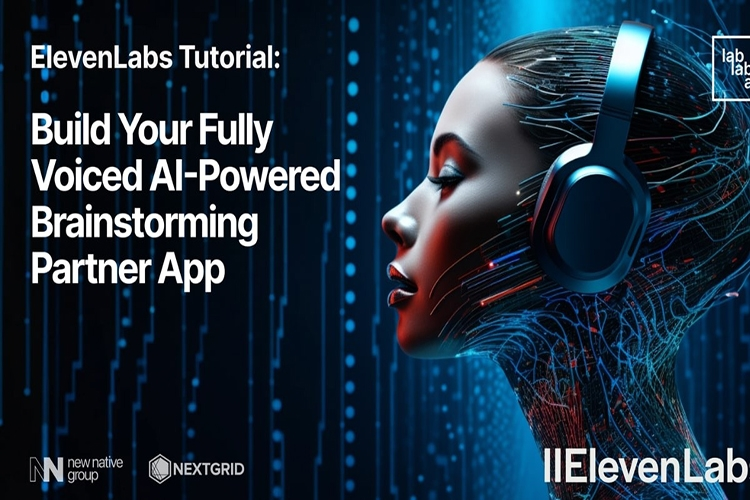 ElevenLabs Tutorial:
Build Your Fully
Voiced AI-Powered
Brainstorming
Partner App
lab
lab
a
new native
group
NEXTGRID
IIElevenLab